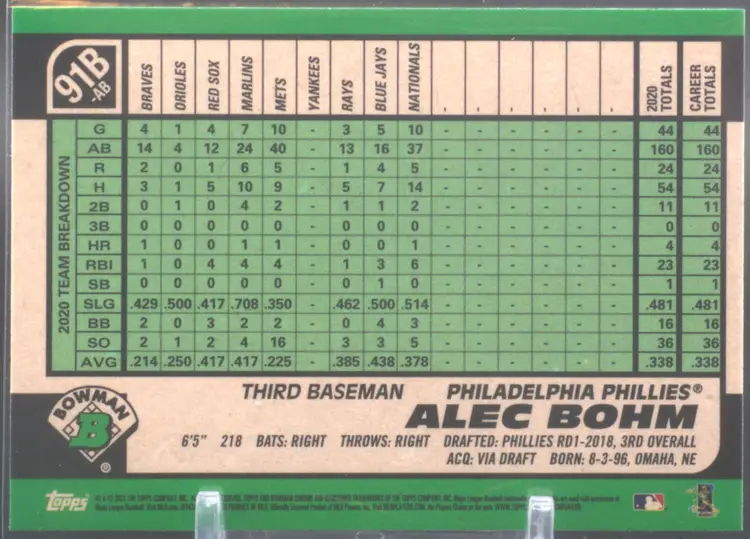 91B
-AB
BRAVES ORIOLES RED SOX MARLINS METS YANKEES RAYS BLUE JAYS NATIONALS - - - - - - 2020 TOTALS CAREER TOTALS
2020 TEAM BREAKDOWN
G 4 1 4 7 10 - 3 5 10 - - - - - - 44 44
AB 14 4 12 24 40 - 13 16 37 - - - - - - 160 160
R 2 0 1 6 5 - 1 4 5 - - - - - - 24 24
H 3 1 5 10 9 - 5 7 14 - - - - - - 54 54
2B 0 1 0 4 2 - 1 1 2 - - - - - - 11 11
3B 0 0 0 0 0 - 0 0 0 - - - - - - 0 0
HR 1 0 0 1 1 - 0 0 1 - - - - - - 4 4
RBI 1 0 4 4 4 - 1 3 6 - - - - - - 23 23
SB 0 0 0 0 0 - 0 1 0 - - - - - - 1 1
SLG .429 .500 .417 .708 .350 - .462 .500 .514 - - - - - - .481 .481
BB 2 0 3 2 2 - 0 4 3 - - - - - - 16 16
SO 2 1 2 4 16 - 3 3 5 - - - - - - 36 36
AVG .214 .250 .417 .417 .225 - .385 .438 .378 - - - - - - .338 .338
THIRD BASEMAN PHILADELPHIA PHILLIES®
ALEC BOHM
BOWMAN
B
®
6'5" 218 BATS: RIGHT THROWS: RIGHT DRAFTED: PHILLIES RD1-2018, 3RD OVERALL
ACQ: VIA DRAFT BORN: 8-3-96, OMAHA, NE
Topps